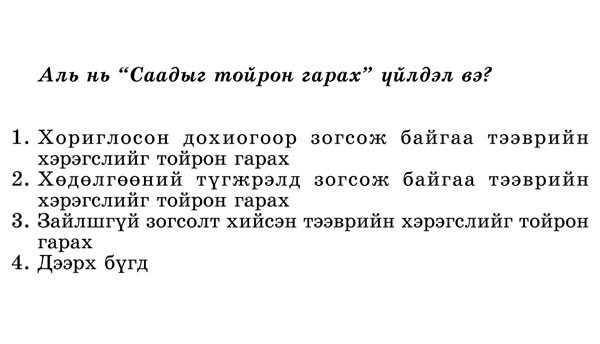 Аль нь “Саадыг тойрон гарах” үйлдэл вэ?
1. Хориглосон дохиогоор зогсож байгаа тээврийн
хэрэгслийг тойрон гарах
2. Хөдөлгөөний түгжрэлд зогсож байгаа тээврийн
хэрэгслийг тойрон гарах
3. Зайлшгүй зогсолт хийсэн тээврийн хэрэгслийг тойрон
гарах
4. Дээрх бүгд